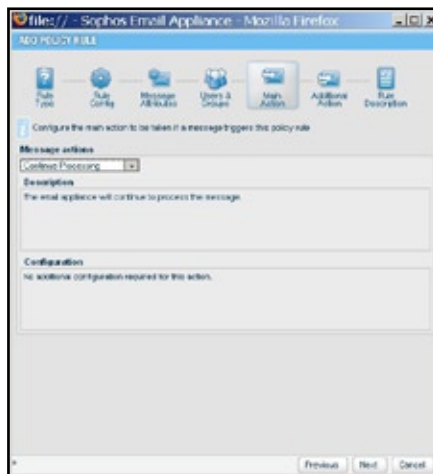 file:// - Sophos Email Appliance - Mozilla Firefox
ADD POLICY RULE
Rule Type
Rule Config
Message Attributes
Users & Groups
Main Action
Additional Action
Rule Description
Configure the main action to be taken if a message triggers this policy rule
Message actions
Continue Processing
Description
The email appliance will continue to process the message.
Configuration
No additional configuration required for this action.
Previous Next Cancel